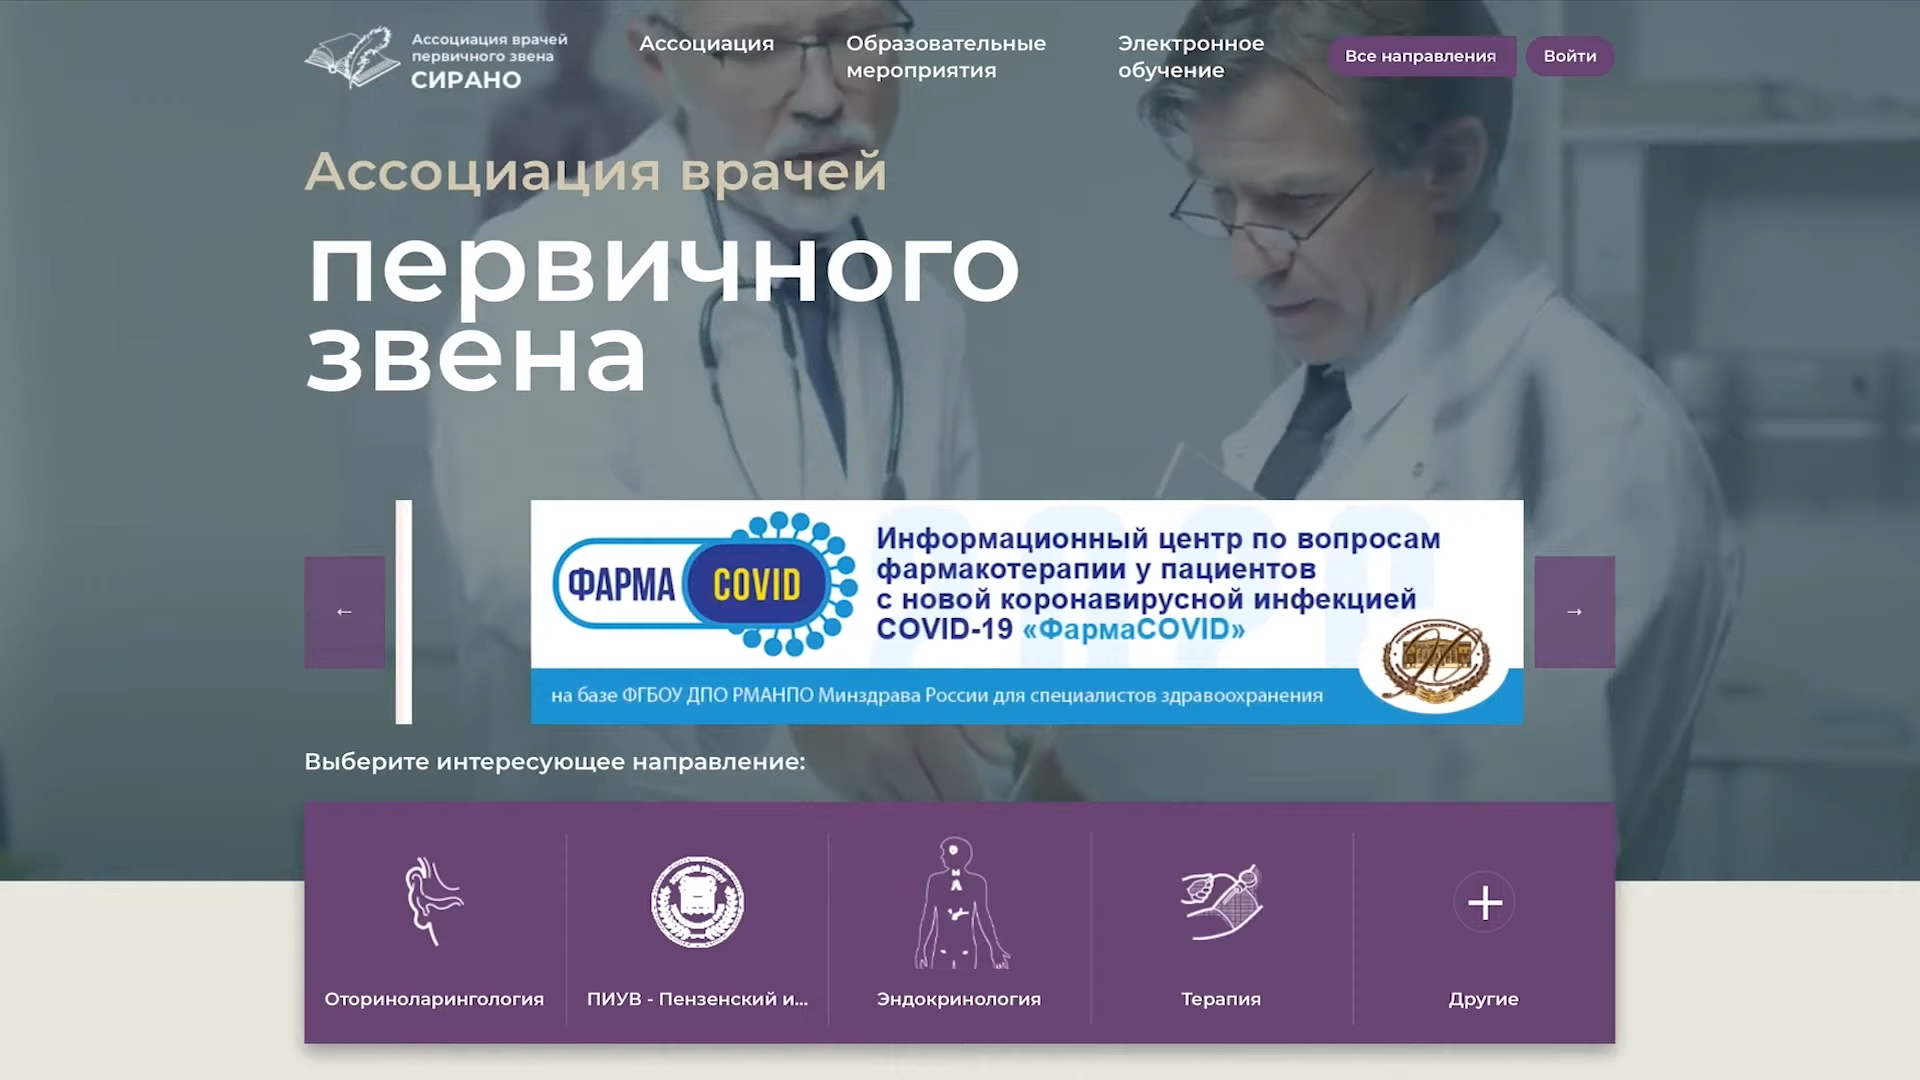 Ассоциация врачей
первичного звена
СИРАНО
Ассоциация
Образовательные
мероприятия
Электронное
обучение
Все направления
Войти
Ассоциация врачей
первичного
звена
←
ФАРМА COVID
Информационный центр по вопросам
фармакотерапии у пациентов
с новой коронавирусной инфекцией
COVID-19 «ФармаCOVID»
на базе ФГБОУ ДПО РМАНПО Минздрава России для специалистов здравоохранения
→
Выберите интересующее направление:
Оториноларингология
ПИУВ - Пензенский и...
Эндокринология
Терапия
Другие